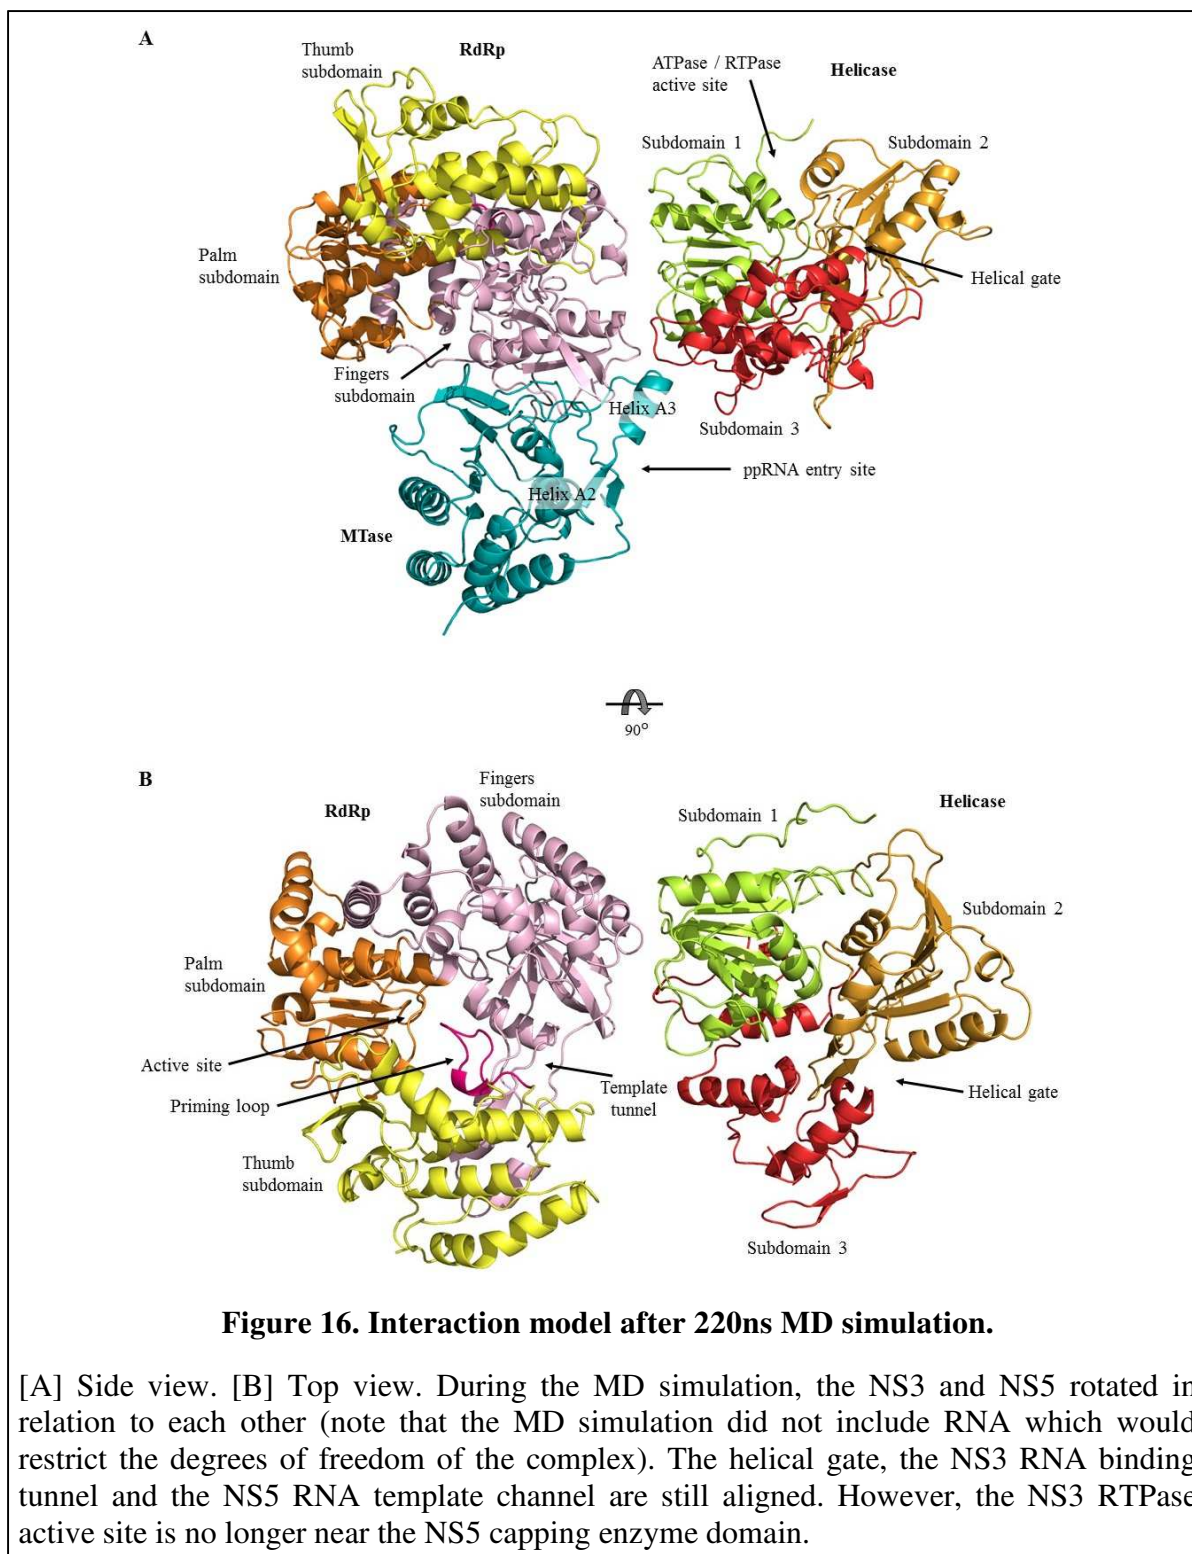 A
Thumb
subdomain
RdRp
ATPase / RTPase
active site
Helicase
Subdomain 1
Subdomain 2
Palm
subdomain
Helical gate
Fingers
subdomain
Helix A3
Subdomain 3
ppRNA entry site
Helix A2
MTase
90°
B
Fingers
subdomain
RdRp
Helicase
Subdomain 1
Subdomain 2
Palm
subdomain
Active site
Priming loop
Template
tunnel
Helical gate
Thumb
subdomain
Subdomain 3
Figure 16. Interaction model after 220ns MD simulation.
[A] Side view. [B] Top view. During the MD simulation, the NS3 and NS5 rotated in
relation to each other (note that the MD simulation did not include RNA which would
restrict the degrees of freedom of the complex). The helical gate, the NS3 RNA binding
tunnel and the NS5 RNA template channel are still aligned. However, the NS3 RTPase
active site is no longer near the NS5 capping enzyme domain.